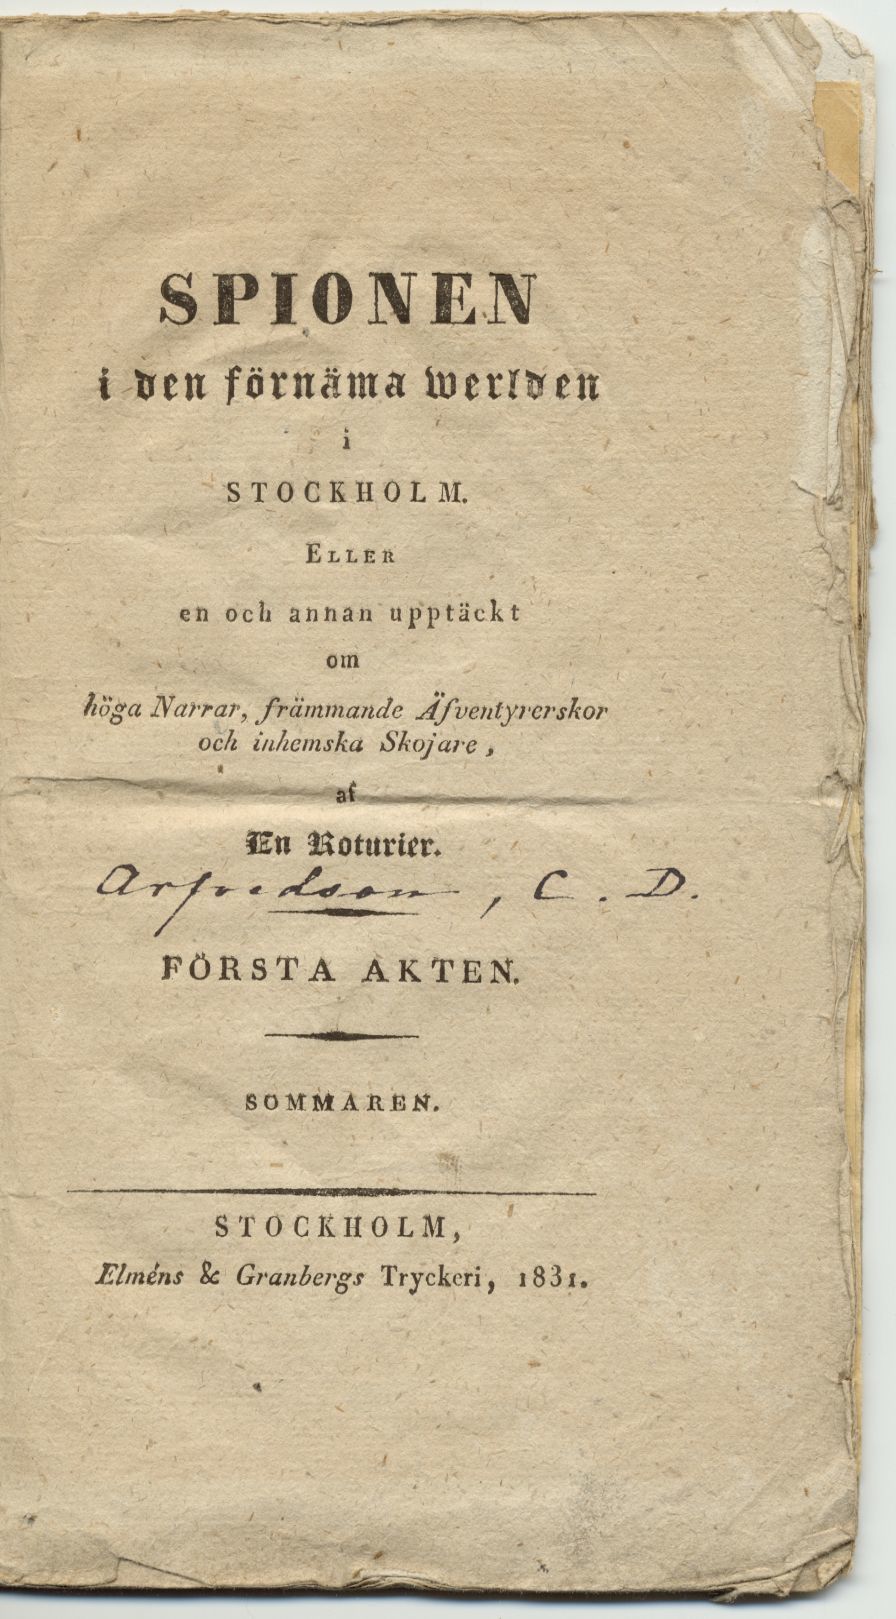 SPIONEN
i den förnäma werlden
i
STOCKHOLM.
ELLER
en och annan upptäckt
om
höga Narrar, främmande Äfventyrerskor
och inhemska Skojare,
af
En Roturier.
Arfvedson, C. D.
FÖRSTA AKTEN.
SOMMAREN.
STOCKHOLM,
Elméns & Granbergs Tryckeri, 1831.